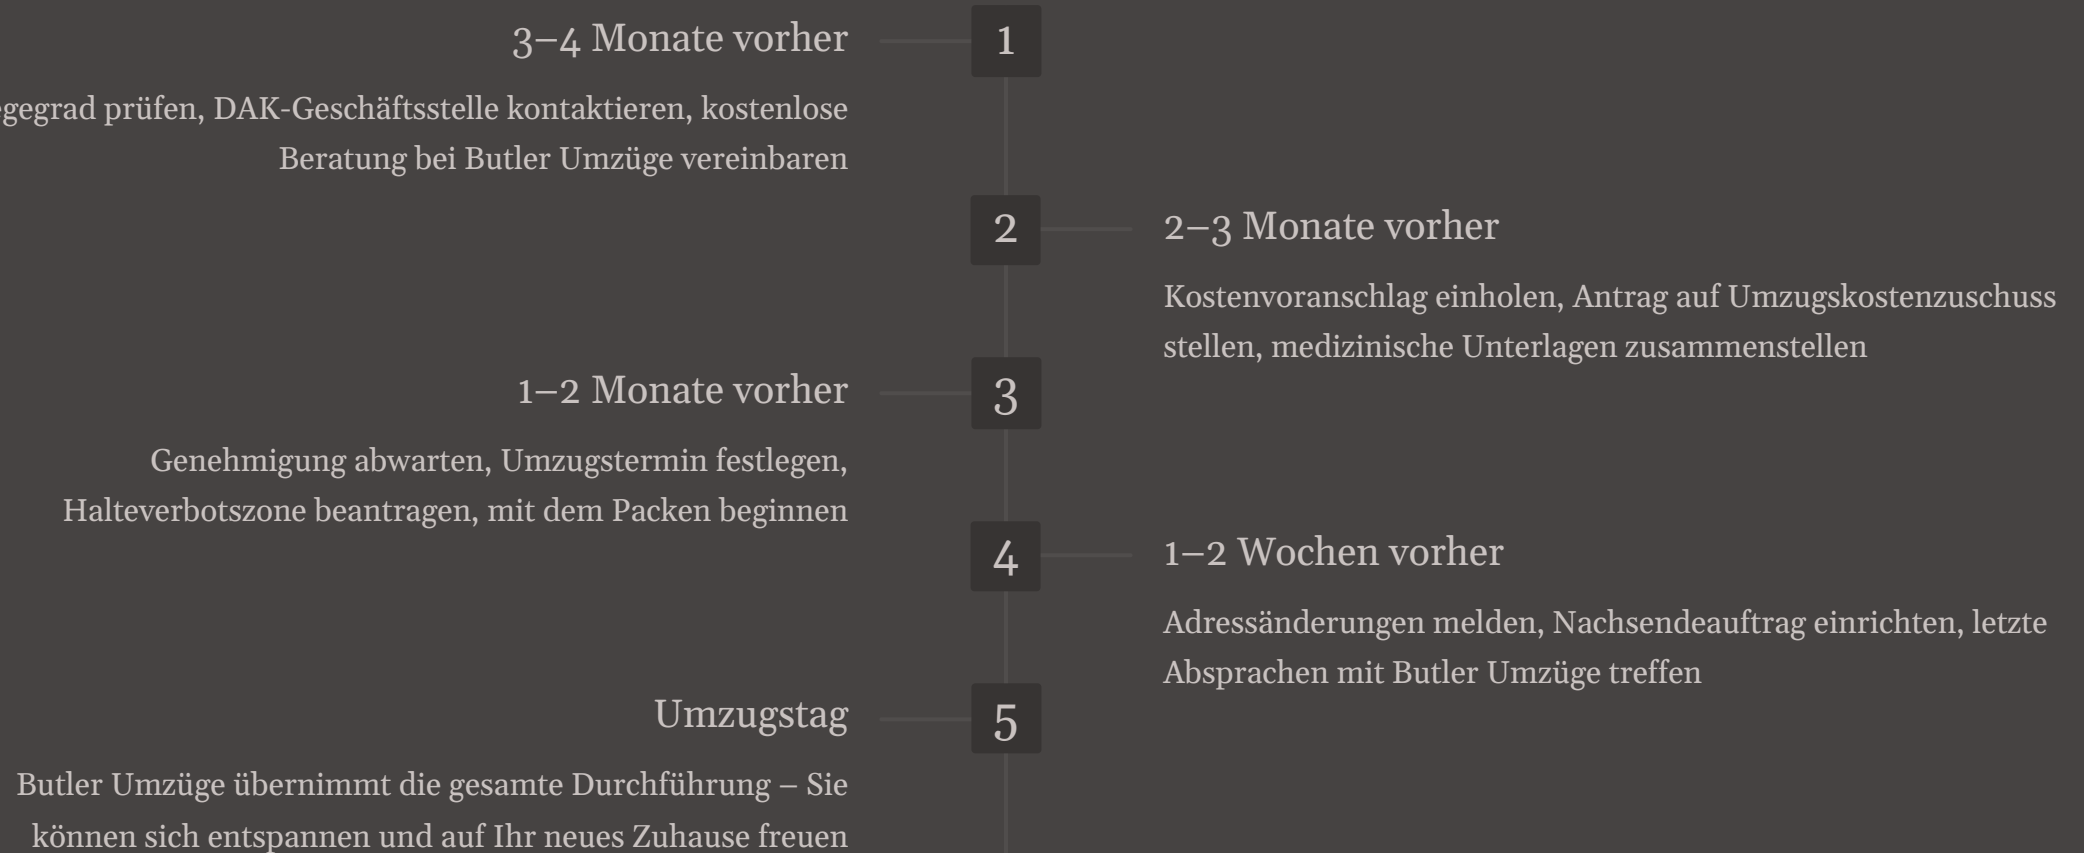 3–4 Monate vorher
1
gegrad prüfen, DAK-Geschäftsstelle kontaktieren, kostenlose
Beratung bei Butler Umzüge vereinbaren
2
2–3 Monate vorher
Kostenvoranschlag einholen, Antrag auf Umzugskostenzuschuss
stellen, medizinische Unterlagen zusammenstellen
1–2 Monate vorher
3
Genehmigung abwarten, Umzugstermin festlegen,
Halteverbotszone beantragen, mit dem Packen beginnen
4
1–2 Wochen vorher
Adressänderungen melden, Nachsendeauftrag einrichten, letzte
Absprachen mit Butler Umzüge treffen
Umzugstag
5
Butler Umzüge übernimmt die gesamte Durchführung – Sie
können sich entspannen und auf Ihr neues Zuhause freuen